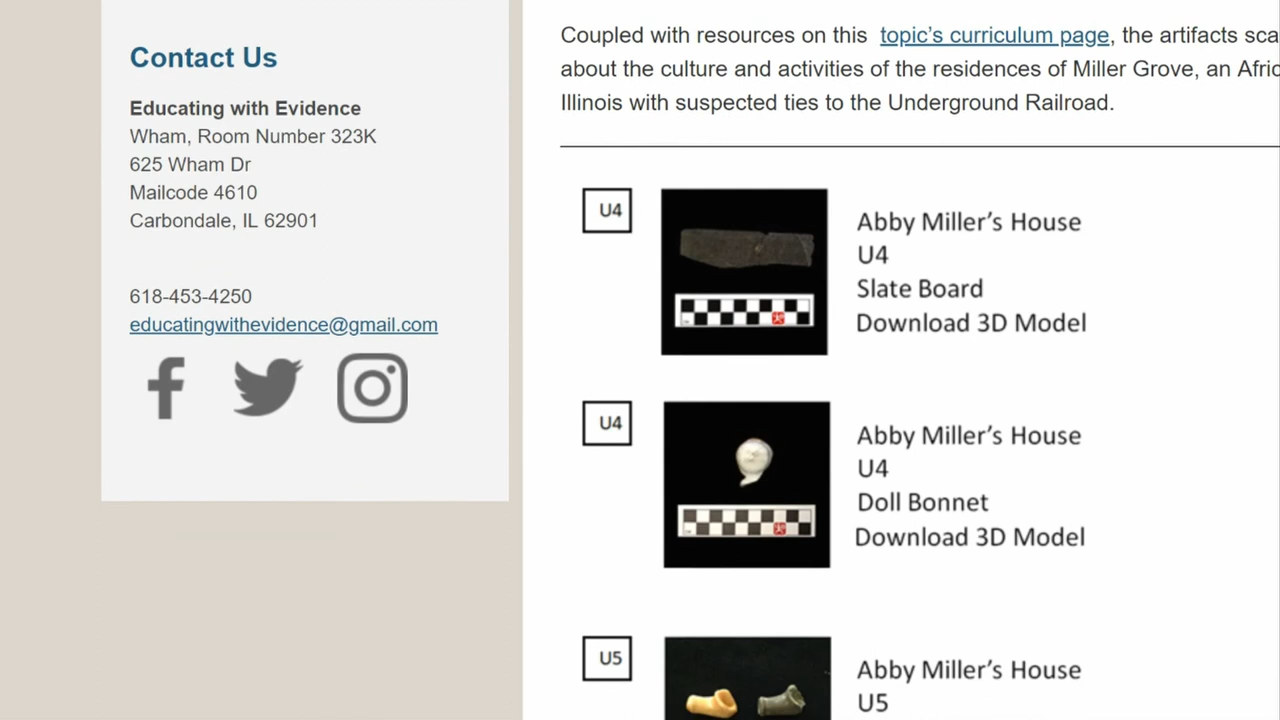 Contact Us
Educating with Evidence
Wham, Room Number 323K
625 Wham Dr
Mailcode 4610
Carbondale, IL 62901
618-453-4250
educatingwithevidence@gmail.com
Coupled with resources on this topic's curriculum page, the artifacts
about the culture and activities of the residences of Miller Grove, an
Illinois with suspected ties to the Underground Railroad.
U4
Abby Miller's House
U4
Slate Board
Download 3D Model
U4
Abby Miller's House
U4
Doll Bonnet
Download 3D Model
U5
Abby Miller's House
U5